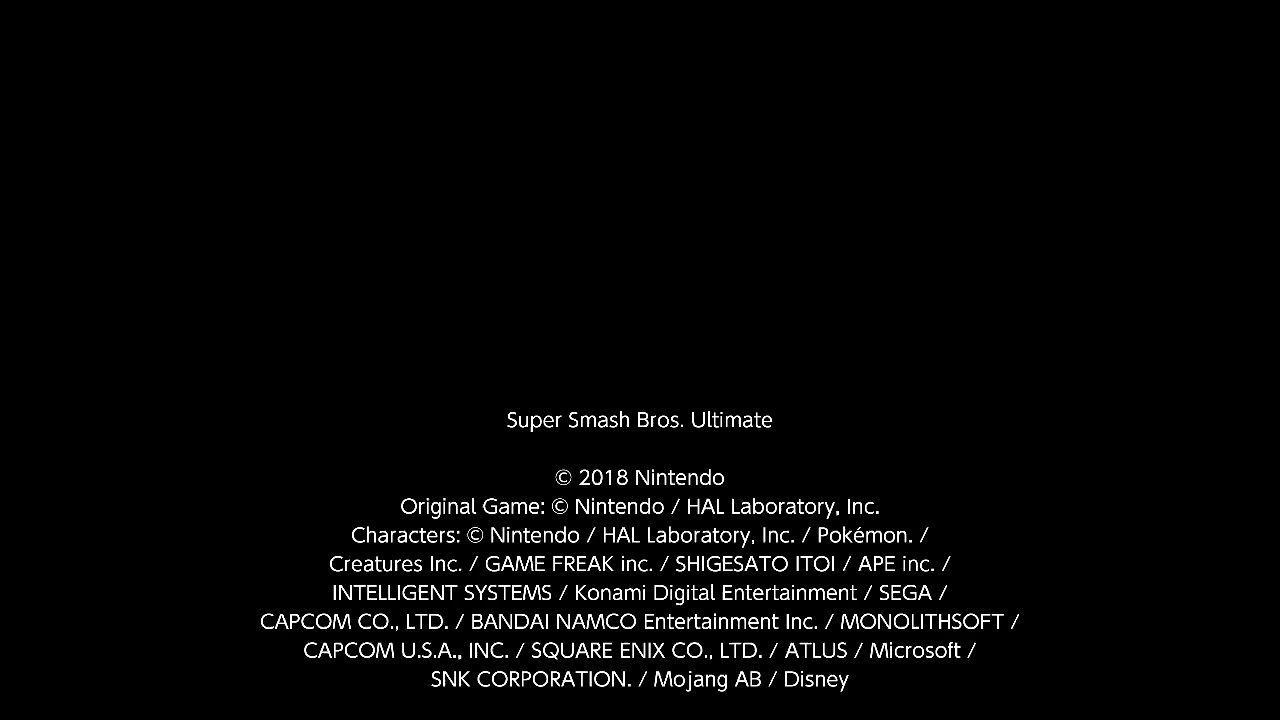 Super Smash Bros. Ultimate
© 2018 Nintendo
Original Game: © Nintendo / HAL Laboratory, Inc.
Characters: © Nintendo / HAL Laboratory, Inc. / Pokémon. /
Creatures Inc. / GAME FREAK inc. / SHIGESATO ITOI / APE inc. /
INTELLIGENT SYSTEMS / Konami Digital Entertainment / SEGA /
CAPCOM CO., LTD. / BANDAI NAMCO Entertainment Inc. / MONOLITHSOFT /
CAPCOM U.S.A., INC. / SQUARE ENIX CO., LTD. / ATLUS / Microsoft /
SNK CORPORATION. / Mojang AB / Disney